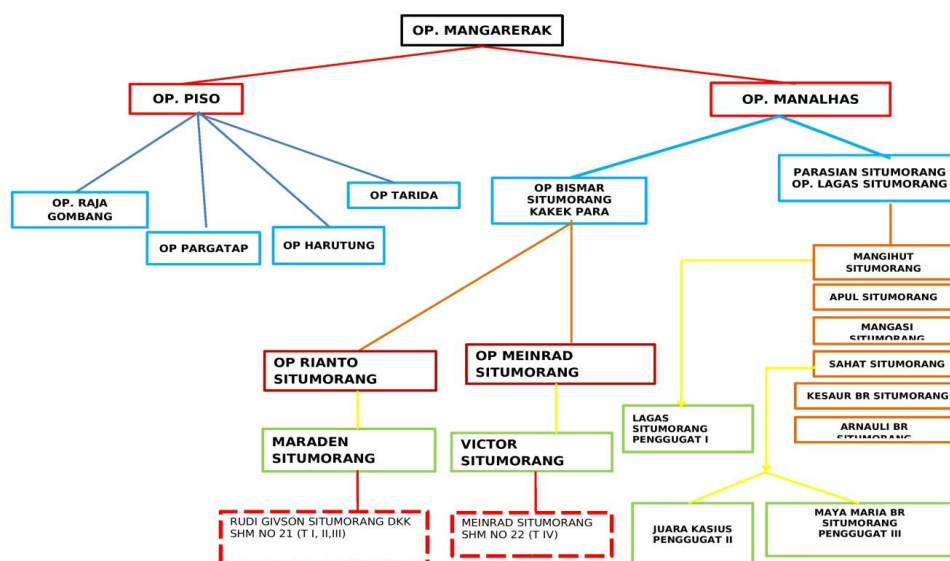 OP. MANGARERAK
OP. PISO
OP. MANALHAS
OP. RAJA
GOMBANG
OP PARGATAP
OP HARUTUNG
OP TARIDA
OP BISMAR
SITUMORANG
KAKEK PARA
PARASIAN SITUMORANG
OP. LAGAS SITUMORANG
MANGIHUT
SITUMORANG
APUL SITUMORANG
MANGASI
SITUMORANG
SAHAT SITUMORANG
KESAUR BR SITUMORANG
ARNAULI BR
SITUMORANG
OP RIANTO
SITUMORANG
OP MEINRAD
SITUMORANG
LAGAS
SITUMORANG
PENGGUGAT I
MARADEN
SITUMORANG
VICTOR
SITUMORANG
RUDI GIVSON SITUMORANG DKK
SHM NO 21 (T I, II,III)
MEINRAD SITUMORANG
SHM NO 22 (T IV)
JUARA KASIUS
PENGGUGAT II
MAYA MARIA BR
SITUMORANG
PENGGUGAT III